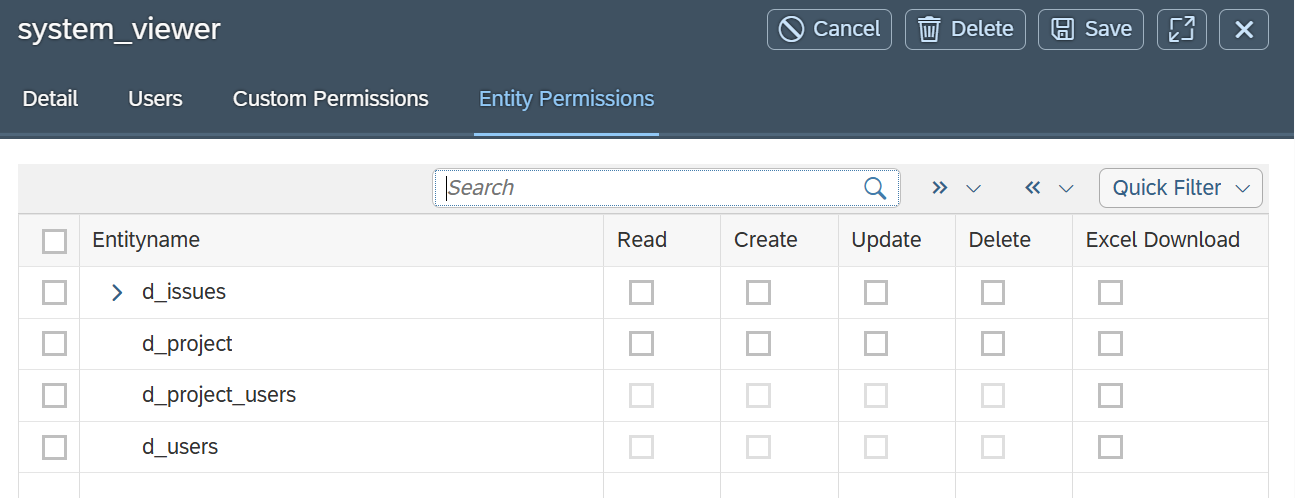 system_viewer
Cancel
Delete
Save
Detail
Users
Custom Permissions
Entity Permissions
Search
Quick Filter
Entityname
Read
Create
Update
Delete
Excel Download
d_issues
d_project
d_project_users
d_users